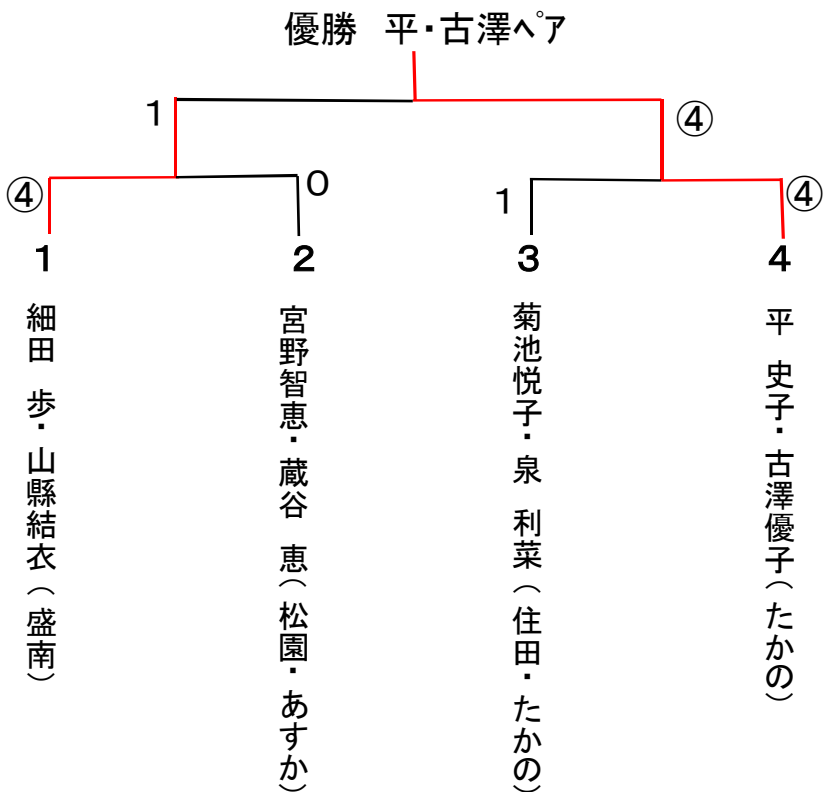 優勝　平・古澤ペア
1
④
④
0
1
④
1
2
3
4
細田　歩・山縣結衣（盛南）
宮野智恵・蔵谷　恵（松園・あすか）
菊池悦子・泉　利菜（住田・たかの）
平　史子・古澤優子（たかの）